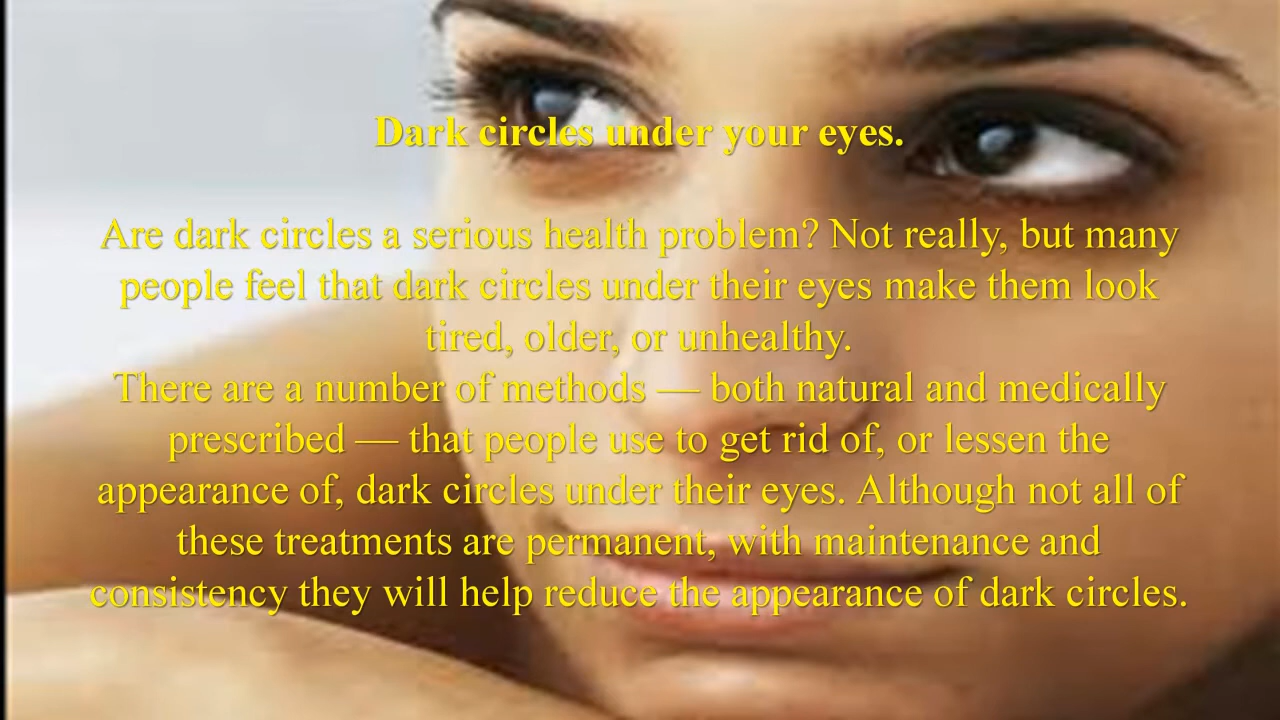 Dark circles under your eyes.
Are dark circles a serious health problem? Not really, but many
people feel that dark circles under their eyes make them look
tired, older, or unhealthy.
There are a number of methods — both natural and medically
prescribed — that people use to get rid of, or lessen the
appearance of, dark circles under their eyes. Although not all of
these treatments are permanent, with maintenance and
consistency they will help reduce the appearance of dark circles.